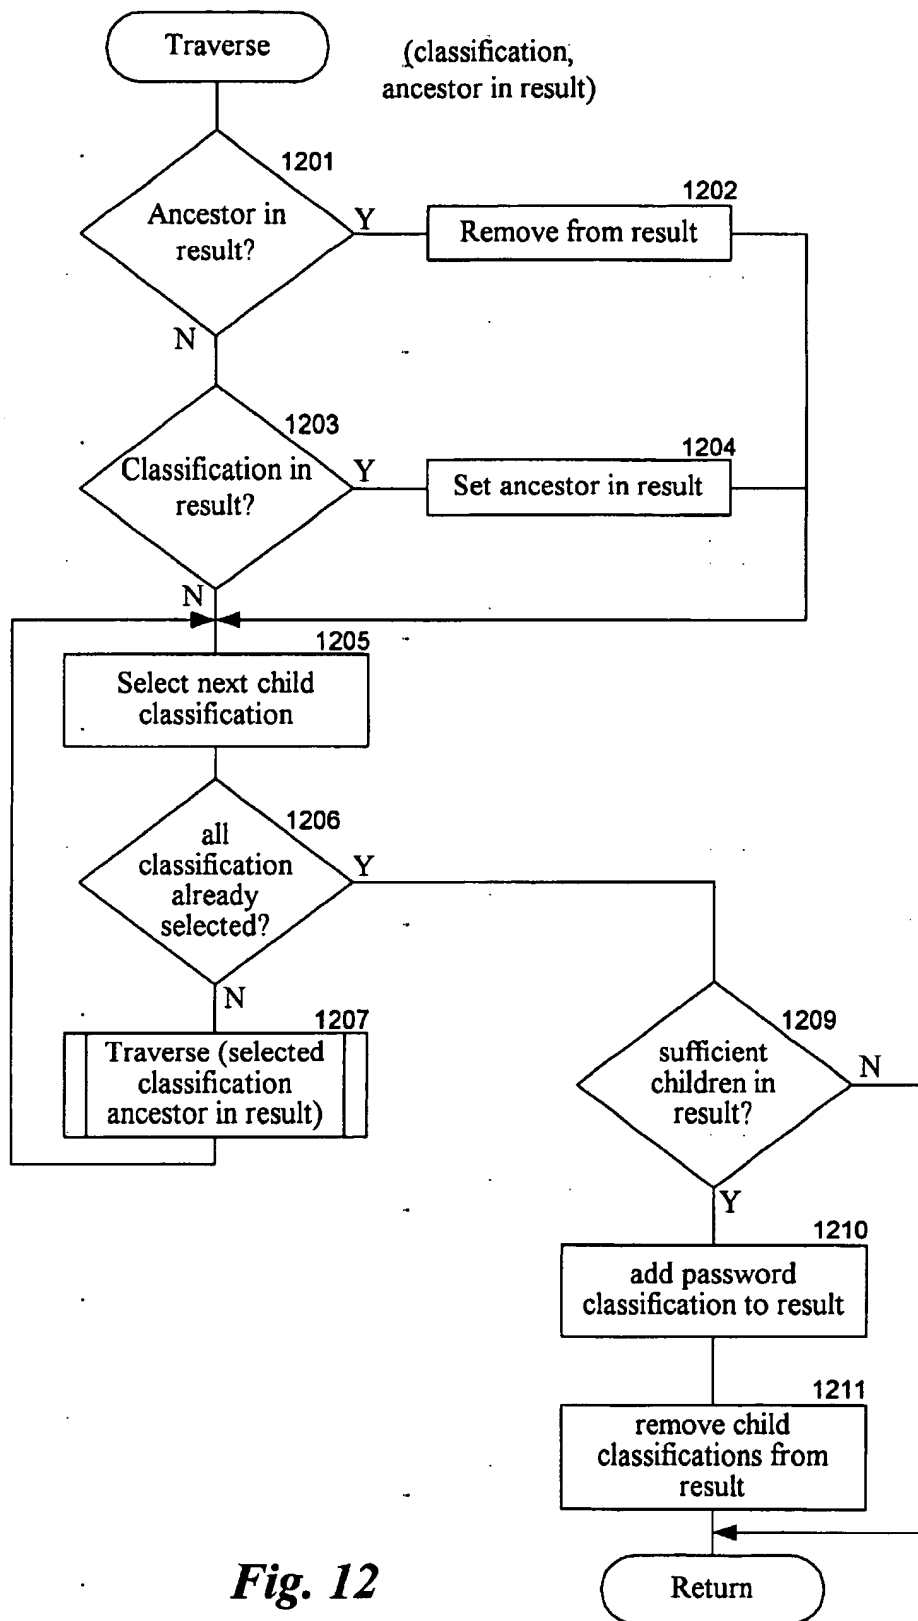 Traverse
(classification,
ancestor in result)
1201
Ancestor in
result?
Y
1202
Remove from result
N
1203
Classification in
result?
Y
1204
Set ancestor in result
N
1205
Select next child
classification
1206
all
classification
already
selected?
Y
N
1207
Traverse (selected
classification
ancestor in result)
1209
sufficient
children in
result?
N
Y
1210
add password
classification to result
1211
remove child
classifications from
result
Return
Fig. 12